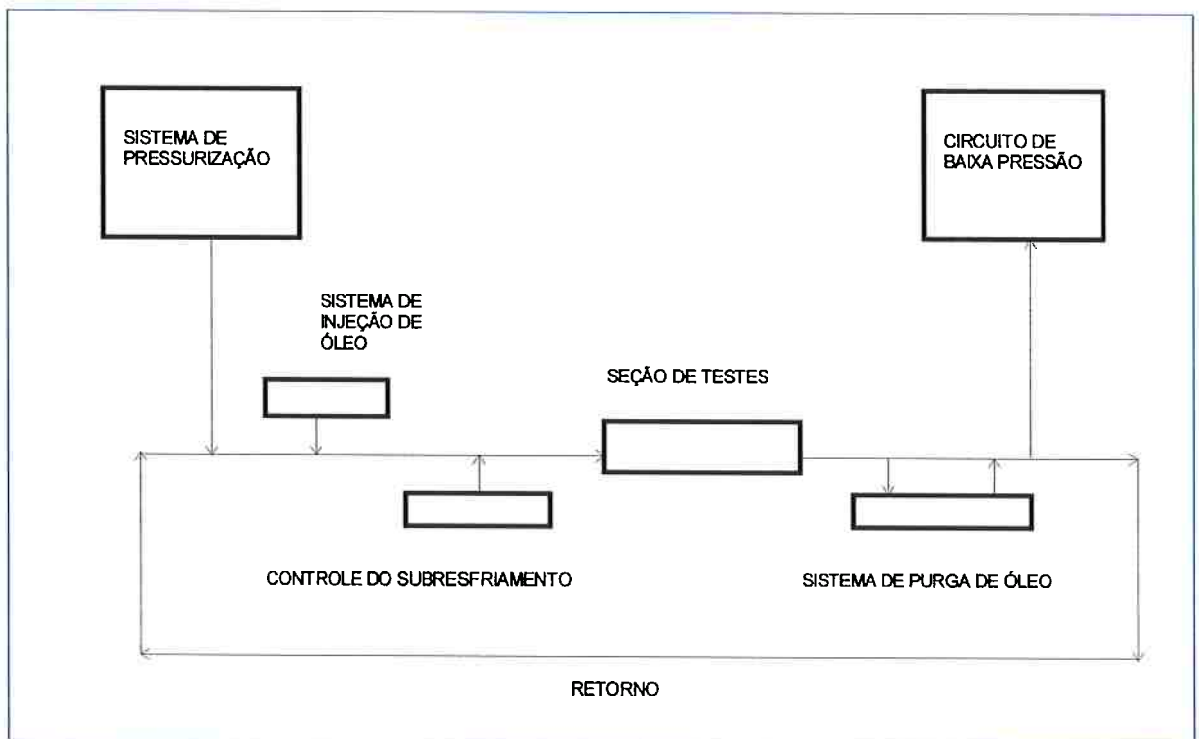 SISTEMA DE
PRESSURIZAÇÃO
CIRCUITO DE
BAIXA PRESSÃO
SISTEMA DE
INJEÇÃO DE
ÓLEO
SEÇÃO DE TESTES
CONTROLE DO SUBRESFRIAMENTO
SISTEMA DE PURGA DE ÓLEO
RETORNO